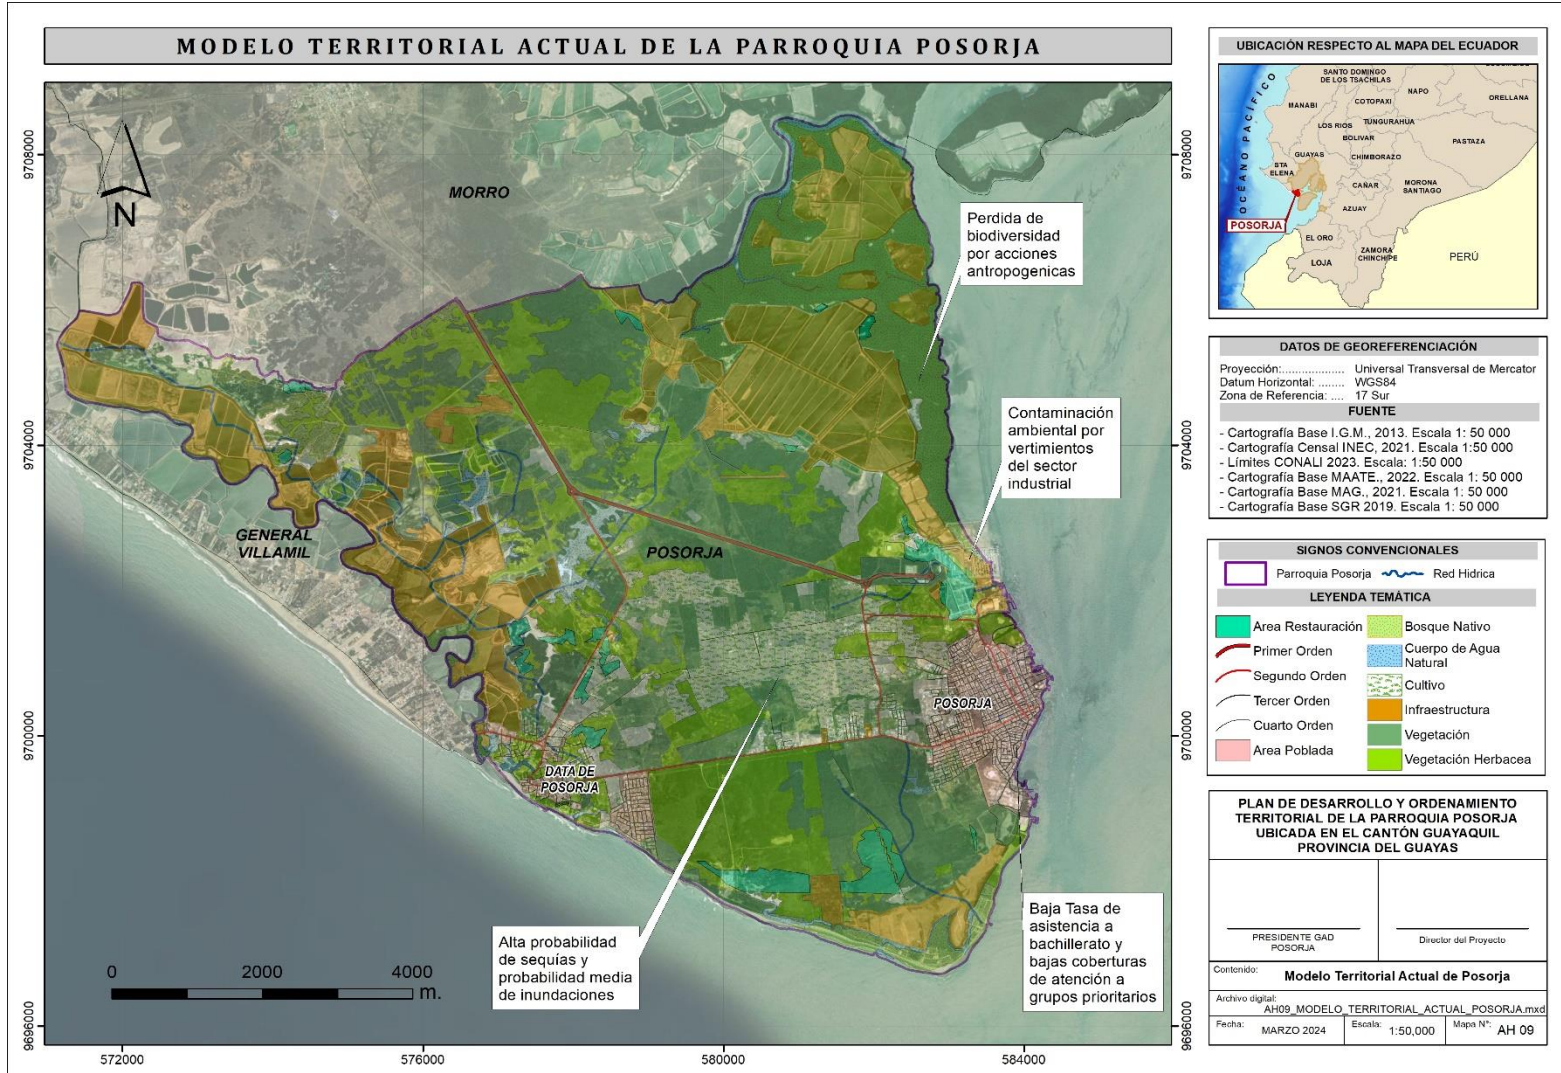 MODELO TERRITORIAL ACTUAL DE LA PARROQUIA POSORJA
9708000
9704000
9700000
9696000
572000
576000
580000
584000
9708000
9704000
9700000
9696000
N
MORRO
GENERAL
VILLAMIL
POSORJA
POSORJA
DATA DE
POSORJA
Perdida de
biodiversidad
por acciones
antropogenicas
Contaminación
ambiental por
vertimientos
del sector
industrial
Alta probabilidad
de sequías y
probabilidad media
de inundaciones
Baja Tasa de
asistencia a
bachillerato y
bajas coberturas
de atención a
grupos prioritarios
0 2000 4000
m.
UBICACIÓN RESPECTO AL MAPA DEL ECUADOR
OCÉANO PACÍFICO
SANTO DOMINGO
DE LOS TSACHILAS
NAPO
ORELLANA
MANABI
COTOPAXI
LOS RIOS
TUNGURAHUA
BOLIVAR
PASTAZA
GUAYAS
CHIMBORAZO
STA
ELENA
CAÑAR
MORONA
SANTIAGO
AZUAY
POSORJA
EL ORO
ZAMORA
CHINCHIPE
LOJA
PERÚ
DATOS DE GEOREFERENCIACIÓN
Proyección:................... Universal Transversal de Mercator
Datum Horizontal: ........ WGS84
Zona de Referencia: .... 17 Sur
FUENTE
- Cartografía Base I.G.M., 2013. Escala 1: 50 000
- Cartografía Censal INEC, 2021. Escala 1:50 000
- Límites CONALI 2023. Escala: 1:50 000
- Cartografía Base MAATE., 2022. Escala 1: 50 000
- Cartografía Base MAG., 2021. Escala 1: 50 000
- Cartografía Base SGR 2019. Escala 1: 50 000
SIGNOS CONVENCIONALES
Parroquia Posorja Red Hidrica
LEYENDA TEMÁTICA
Area Restauración
Primer Orden
Segundo Orden
Tercer Orden
Cuarto Orden
Area Poblada
Bosque Nativo
Cuerpo de Agua
Natural
Cultivo
Infraestructura
Vegetación
Vegetación Herbacea
PLAN DE DESARROLLO Y ORDENAMIENTO
TERRITORIAL DE LA PARROQUIA POSORJA
UBICADA EN EL CANTÓN GUAYAQUIL
PROVINCIA DEL GUAYAS
PRESIDENTE GAD
POSORJA
Director del Proyecto
Contenido: Modelo Territorial Actual de Posorja
Archivo digital:
AH09_MODELO_TERRITORIAL_ACTUAL_POSORJA.mxd
Fecha: MARZO 2024 Escala: 1:50,000 Mapa N°: AH 09